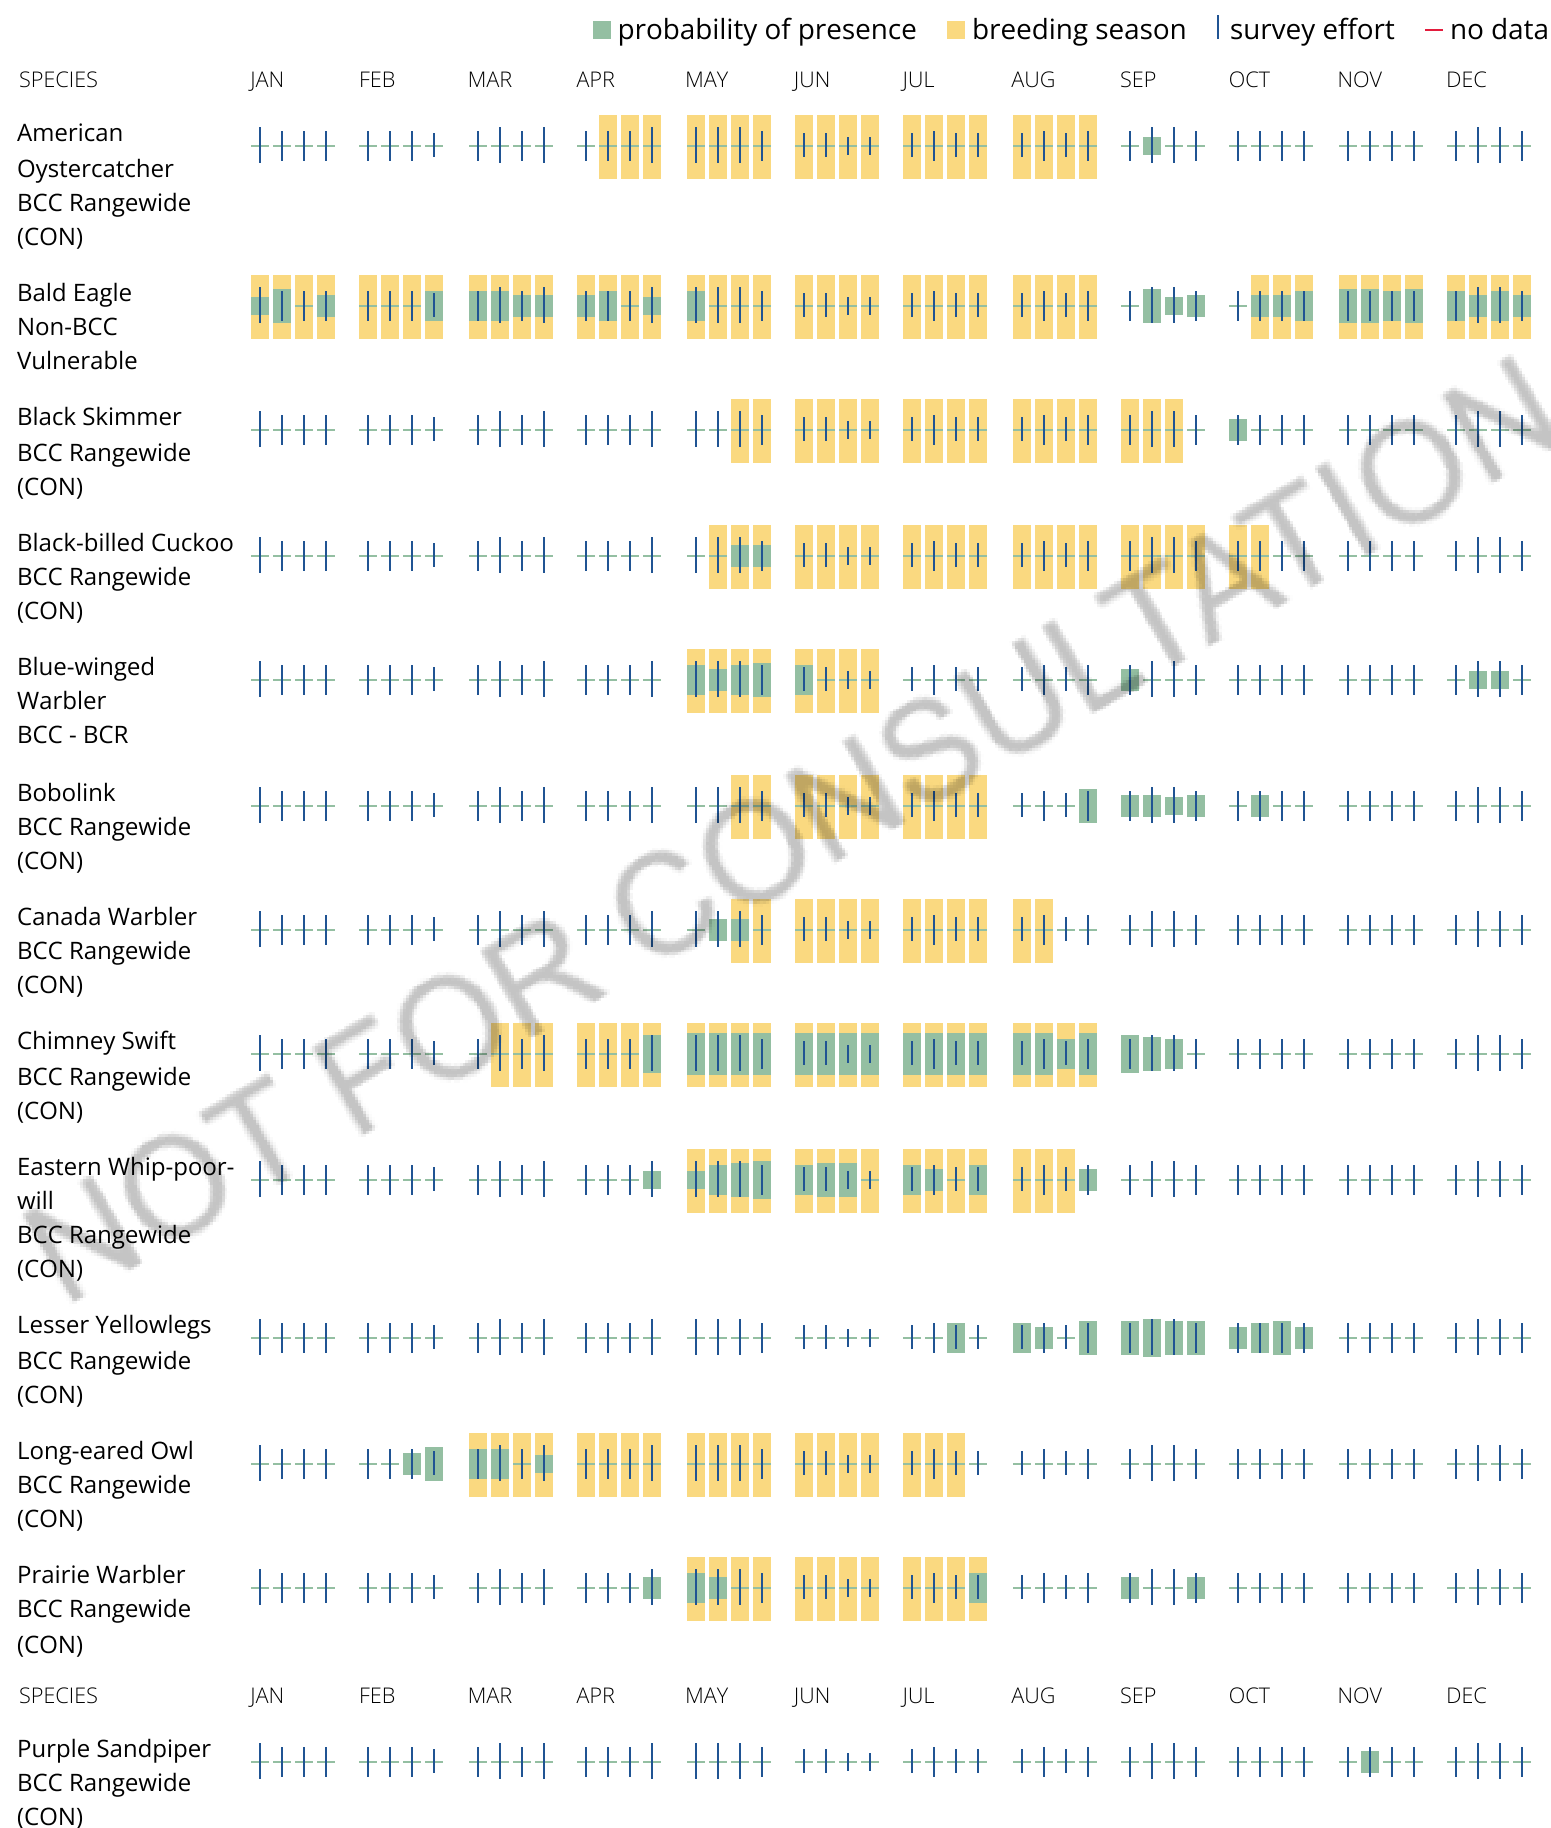 probability of presence breeding season survey effort no data
SPECIES JAN FEB MAR APR MAY JUN JUL AUG SEP OCT NOV DEC
American
Oystercatcher
BCC Rangewide
(CON)
Bald Eagle
Non-BCC
Vulnerable
Black Skimmer
BCC Rangewide
(CON)
Black-billed Cuckoo
BCC Rangewide
(CON)
Blue-winged
Warbler
BCC - BCR
Bobolink
BCC Rangewide
(CON)
Canada Warbler
BCC Rangewide
(CON)
Chimney Swift
BCC Rangewide
(CON)
Eastern Whip-poor-
will
BCC Rangewide
(CON)
Lesser Yellowlegs
BCC Rangewide
(CON)
Long-eared Owl
BCC Rangewide
(CON)
Prairie Warbler
BCC Rangewide
(CON)
SPECIES JAN FEB MAR APR MAY JUN JUL AUG SEP OCT NOV DEC
Purple Sandpiper
BCC Rangewide
(CON)
NOT FOR CONSULTATION